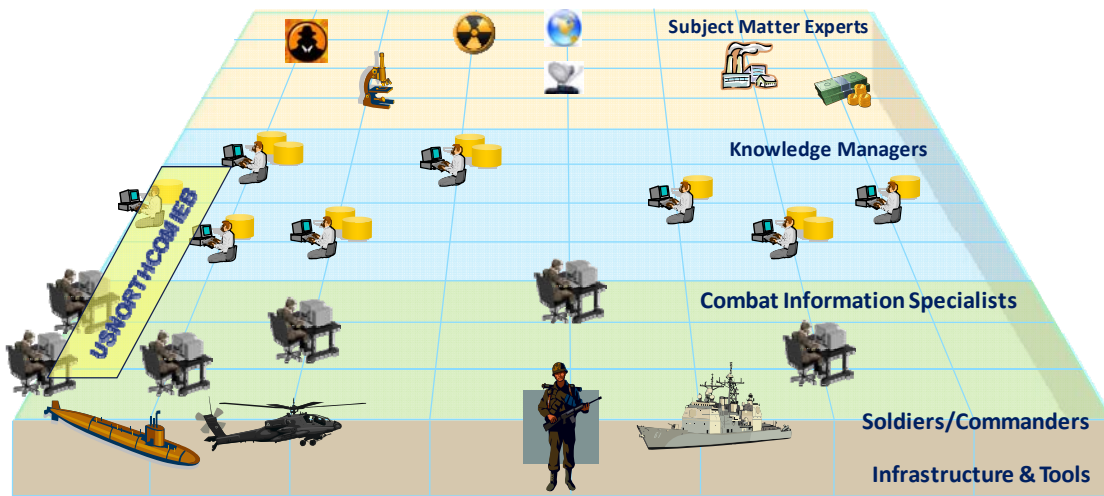 Subject Matter Experts
Knowledge Managers
USNORTHCOM IEB
Combat Information Specialists
Soldiers/Commanders
Infrastructure & Tools